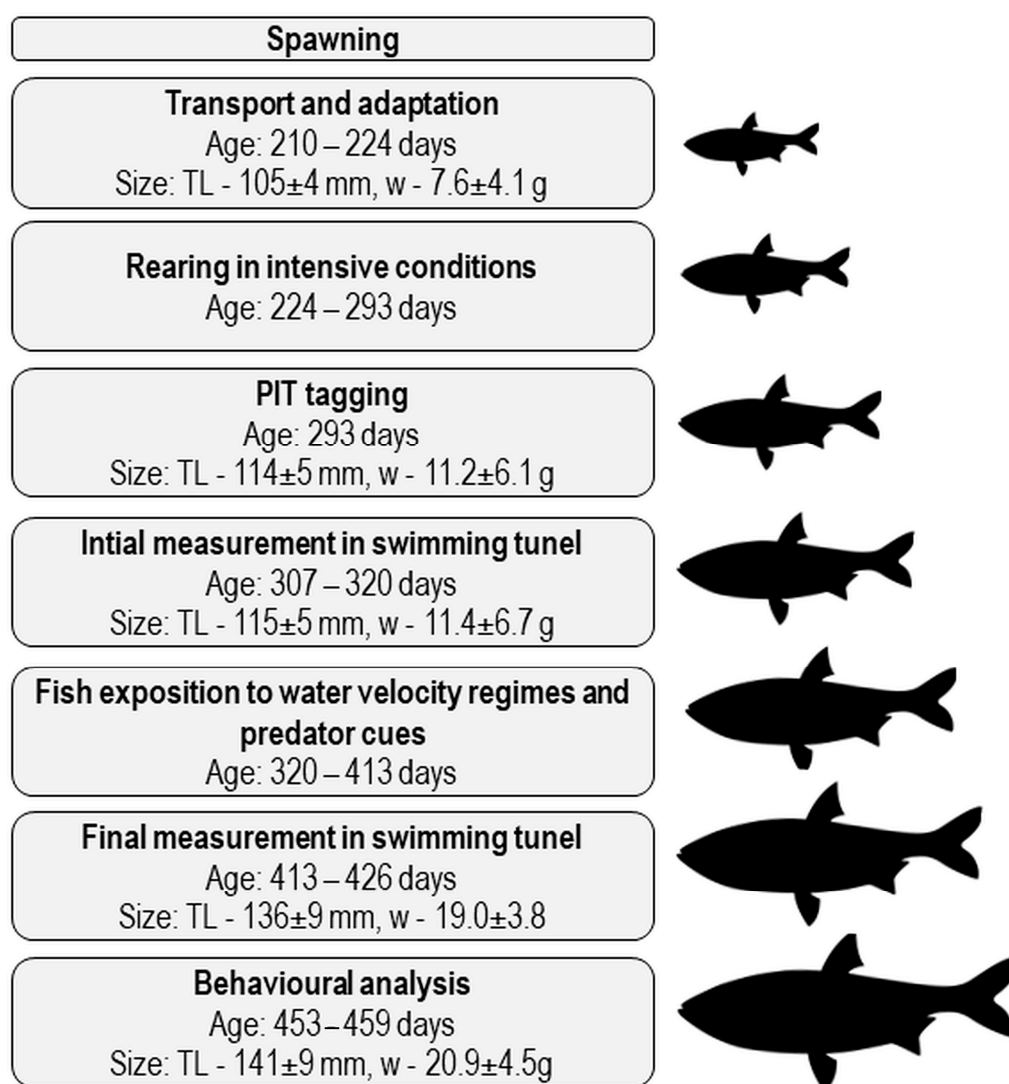 Spawning
Transport and adaptation
Age: 210 – 224 days
Size: TL - 105±4 mm, w - 7.6±4.1 g
Rearing in intensive conditions
Age: 224 – 293 days
PIT tagging
Age: 293 days
Size: TL - 114±5 mm, w - 11.2±6.1 g
Intial measurement in swimming tunel
Age: 307 – 320 days
Size: TL - 115±5 mm, w - 11.4±6.7 g
Fish exposition to water velocity regimes and
predator cues
Age: 320 – 413 days
Final measurement in swimming tunel
Age: 413 – 426 days
Size: TL - 136±9 mm, w - 19.0±3.8
Behavioural analysis
Age: 453–459 days
Size: TL - 141±9 mm, w - 20.9±4.5g